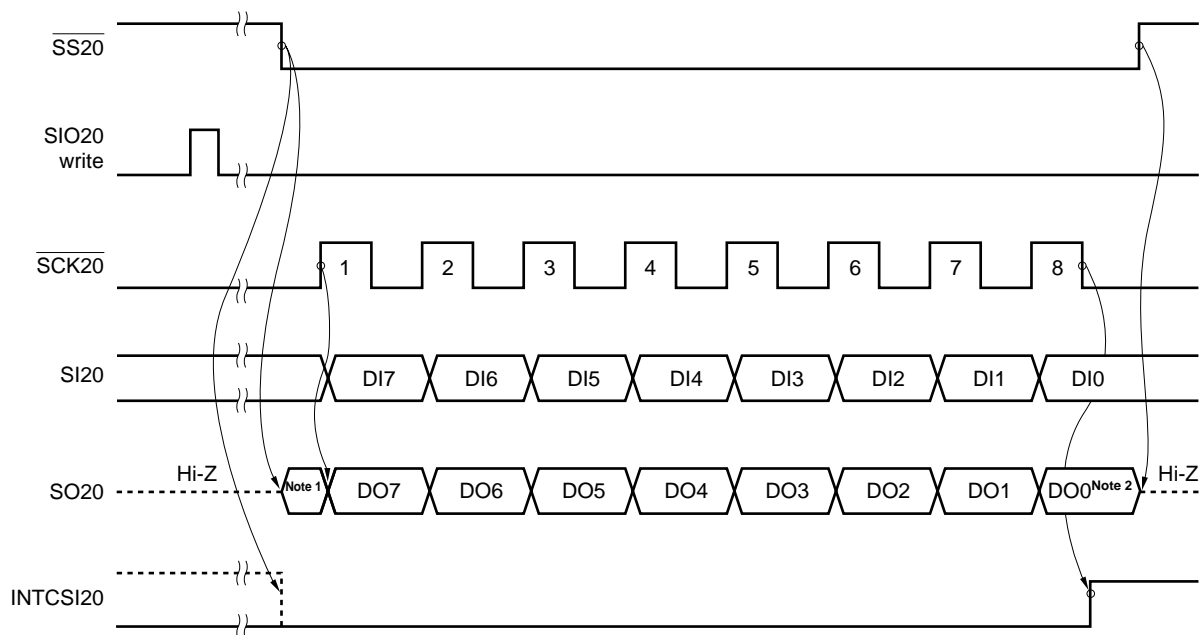 SS20
SIO20
write
SCK20
1 2 3 4 5 6 7 8
SI20
DI7 DI6 DI5 DI4 DI3 DI2 DI1 DI0
SO20
Hi-Z Note 1 DO7 DO6 DO5 DO4 DO3 DO2 DO1 DO0 Note 2 Hi-Z
INTCSI20